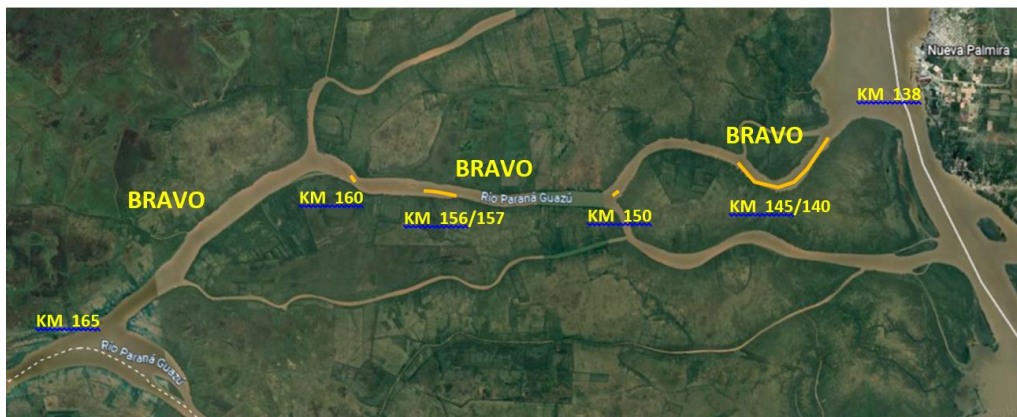 Nueva Palmira
KM 138
BRAVO
BRAVO
BRAVO
KM 160
Río Paraná Guazú
KM 156/157
KM 150
KM 145/140
KM 165
Río Paraná Guazú